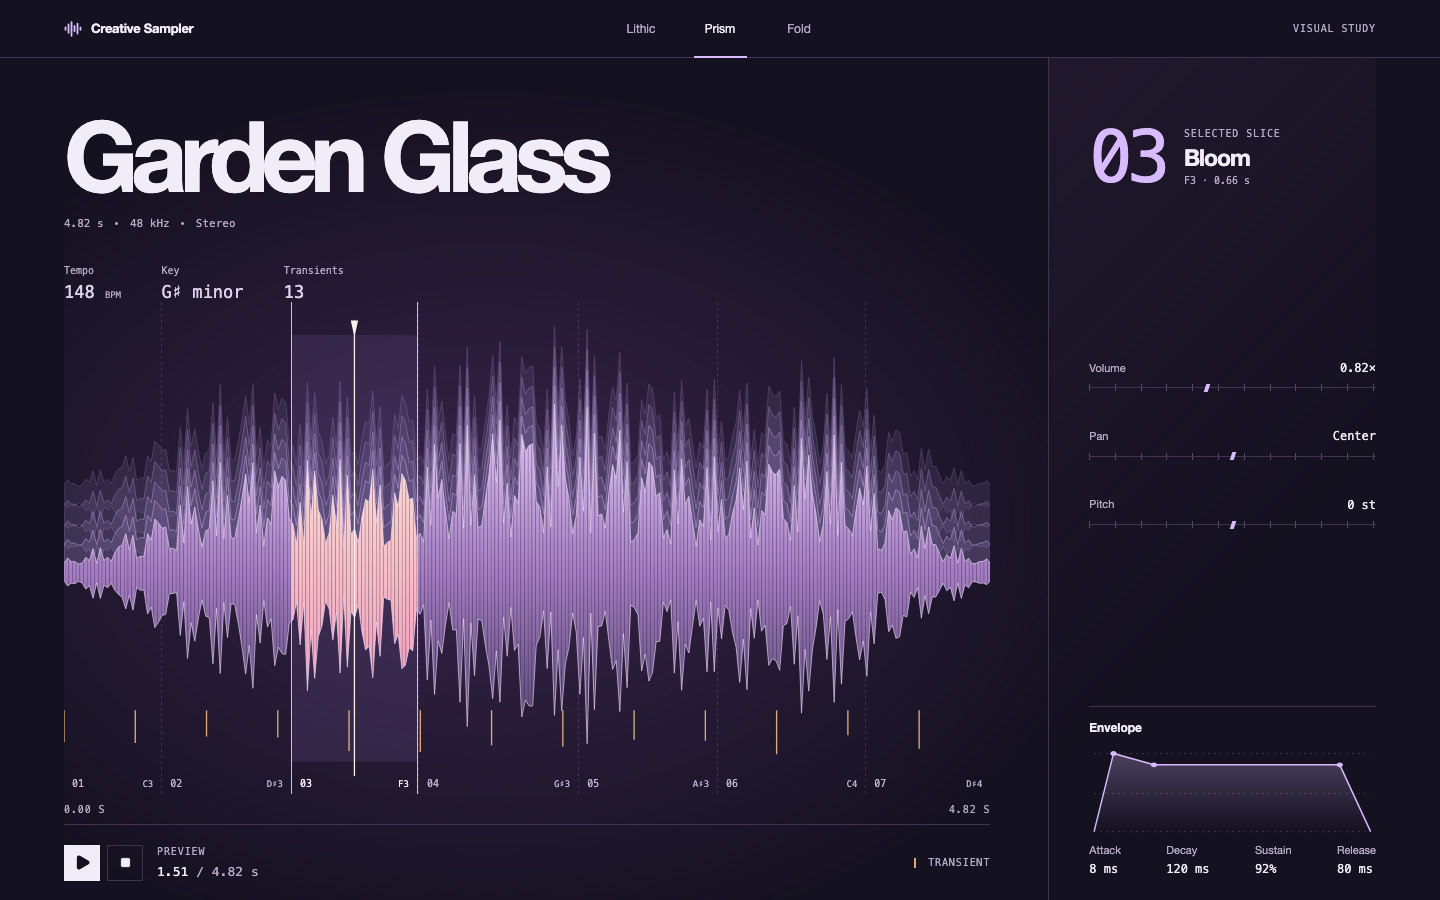 Creative Sampler
Lithic
Prism
Fold
VISUAL STUDY
Garden Glass
4.82 s • 48 kHz • Stereo
Tempo
148 BPM
Key
G♯ minor
Transients
13
01 C3
02 D♯3
03 F3
04 G♯3
05 A♯3
06 C4
07 D♯4
0.00 S
4.82 S
PREVIEW
1.51 / 4.82 s
TRANSIENT
03
SELECTED SLICE
Bloom
F3 · 0.66 s
Volume 0.82×
Pan Center
Pitch 0 st
Envelope
Attack Decay Sustain Release
8 ms 120 ms 92% 80 ms